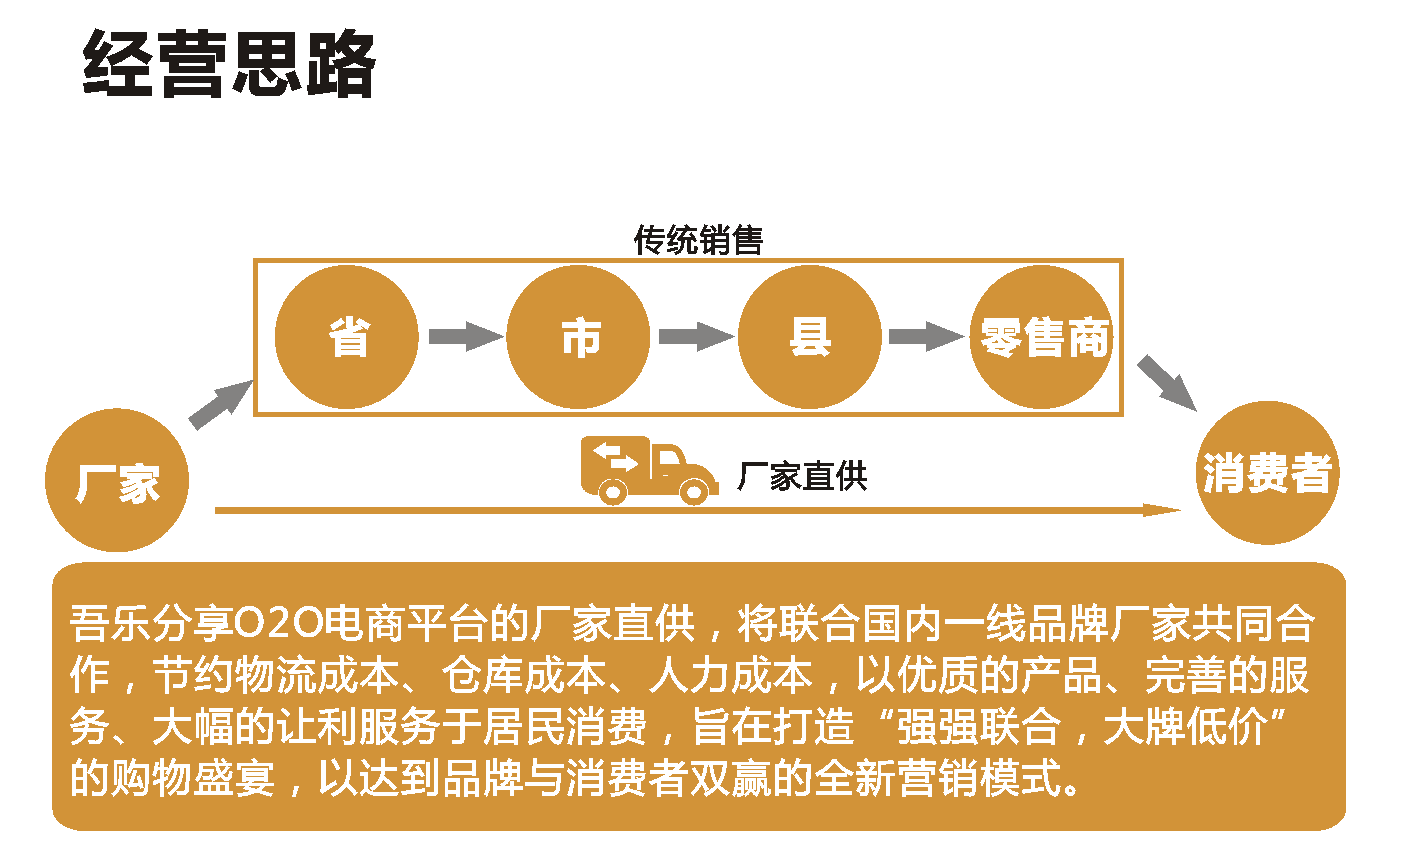 经营思路
传统销售
省
市
县
零售商
厂家
消费者
厂家直供
吾乐分享O2O电商平台的厂家直供，将联合国内一线品牌厂家共同合
作，节约物流成本、仓库成本、人力成本，以优质的产品、完善的服
务、大幅的让利服务于居民消费，旨在打造“强强联合，大牌低价”
的购物盛宴，以达到品牌与消费者双赢的全新营销模式。